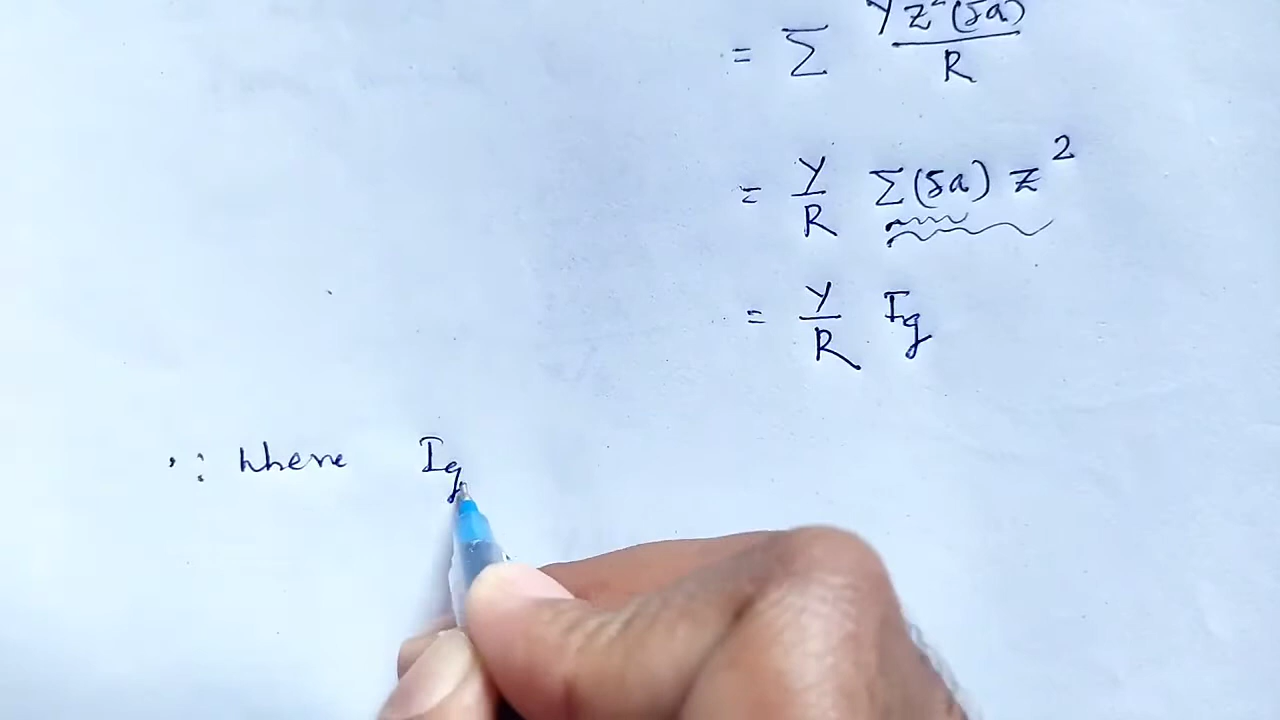 = Σ Y z² (δa) / R
= Y / R Σ(δa) z²
= Y / R Ig
∵ where Ig